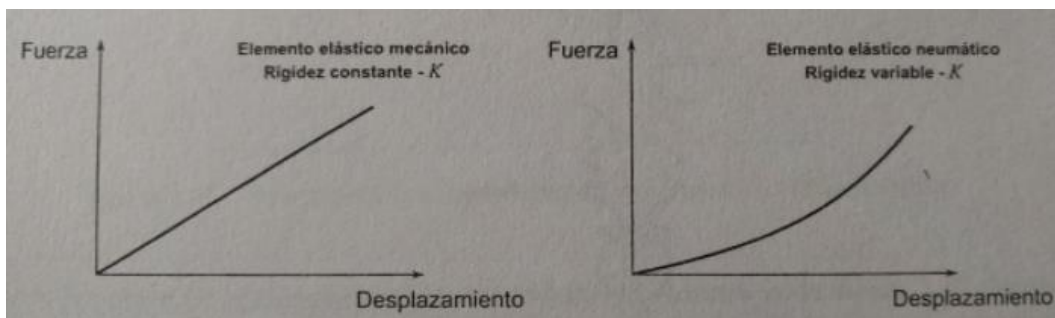 Fuerza
Elemento elástico mecánico
Rigidez constante - K
Desplazamiento
Fuerza
Elemento elástico neumático
Rigidez variable - K
Desplazamiento